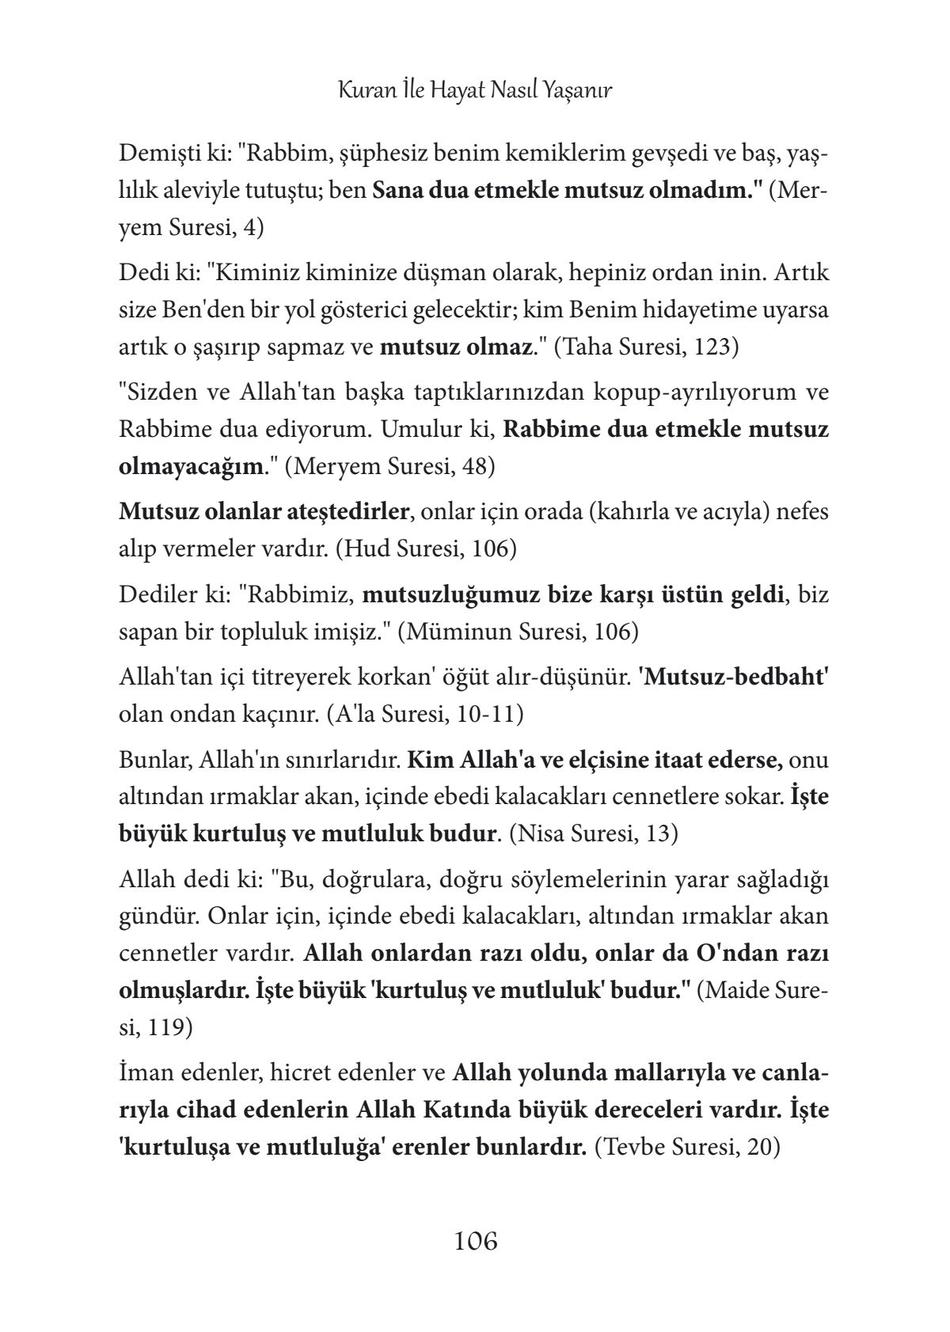 Kuran İle Hayat Nasıl Yaşanır
Demişti ki: "Rabbim, şüphesiz benim kemiklerim gevşedi ve baş, yaş-
lılık aleviyle tutuştu; ben Sana dua etmekle mutsuz olmadım." (Mer-
yem Suresi, 4)
Dedi ki: "Kiminiz kiminize düşman olarak, hepiniz ordan inin. Artık
size Ben'den bir yol gösterici gelecektir; kim Benim hidayetime uyarsa
artık o şaşırıp sapmaz ve mutsuz olmaz." (Taha Suresi, 123)
"Sizden ve Allah'tan başka taptıklarınızdan kopup-ayrılıyorum ve
Rabbime dua ediyorum. Umulur ki, Rabbime dua etmekle mutsuz
olmayacağım." (Meryem Suresi, 48)
Mutsuz olanlar ateştedirler, onlar için orada (kahırla ve acıyla) nefes
alıp vermeler vardır. (Hud Suresi, 106)
Dediler ki: "Rabbimiz, mutsuzluğumuz bize karşı üstün geldi, biz
sapan bir topluluk imişiz." (Müminun Suresi, 106)
Allah'tan içi titreyerek korkan' öğüt alır-düşünür. 'Mutsuz-bedbaht'
olan ondan kaçınır. (A'la Suresi, 10-11)
Bunlar, Allah'ın sınırlarıdır. Kim Allah'a ve elçisine itaat ederse, onu
altından ırmaklar akan, içinde ebedi kalacakları cennetlere sokar. İşte
büyük kurtuluş ve mutluluk budur. (Nisa Suresi, 13)
Allah dedi ki: "Bu, doğrulara, doğru söylemelerinin yarar sağladığı
gündür. Onlar için, içinde ebedi kalacakları, altından ırmaklar akan
cennetler vardır. Allah onlardan razı oldu, onlar da O'ndan razı
olmuşlardır. İşte büyük 'kurtuluş ve mutluluk' budur." (Maide Sure-
si, 119)
İman edenler, hicret edenler ve Allah yolunda mallarıyla ve canla-
rıyla cihad edenlerin Allah Katında büyük dereceleri vardır. İşte
'kurtuluşa ve mutluluğa' erenler bunlardır. (Tevbe Suresi, 20)
106